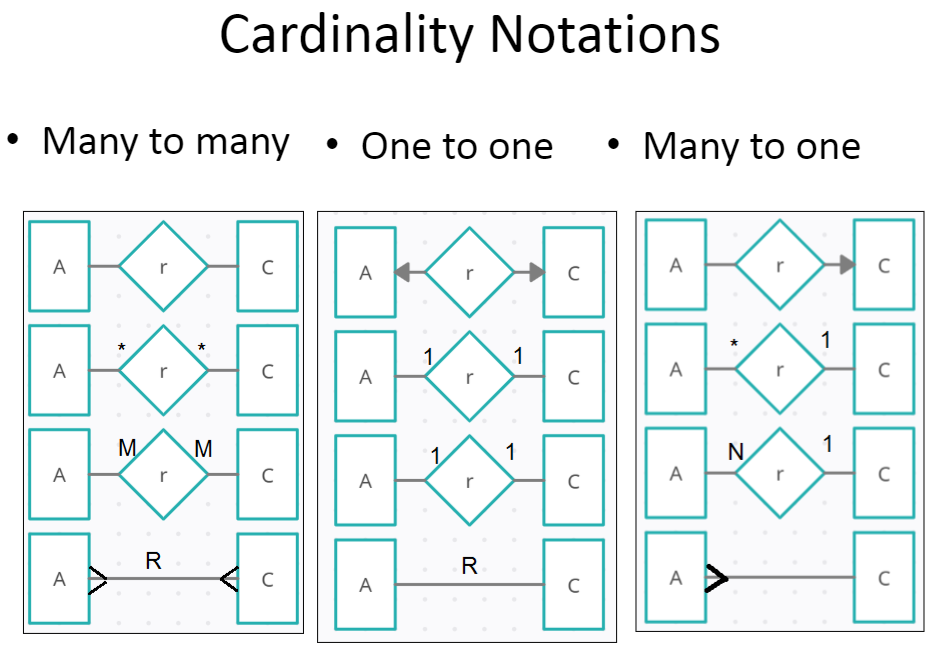 Cardinality Notations
• Many to many
• One to one
• Many to one
A r C
A * r * C
A M r M C
A R C
A r C
A 1 r 1 C
A 1 r 1 C
A R C
A r C
A * r 1 C
A N r 1 C
A C